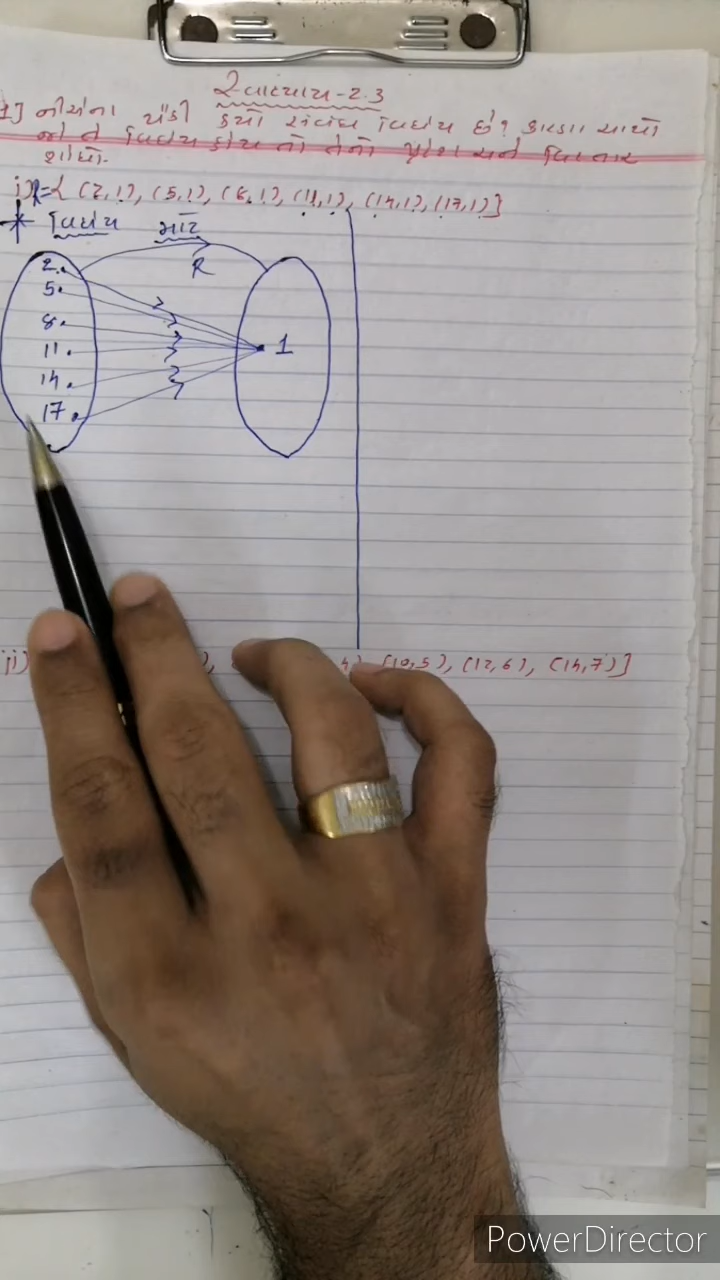 સ્વાધ્યાય-2.3
1] નીચેના પૈકી કયો સંબંધ વિધેય છે? કારણ આપો
જો તે વિધેય હોય તો તેનો પ્રદેશ અને વિસ્તાર
શોધો.
i) R={ (2,1), (5,1), (8,1), (11,1), (14,1), (17,1)}
* વિધેય માટે
R
2.
5.
8.
11.
14.
17.
1
ii) (10,5), (12,6), (14,7)}
PowerDirector